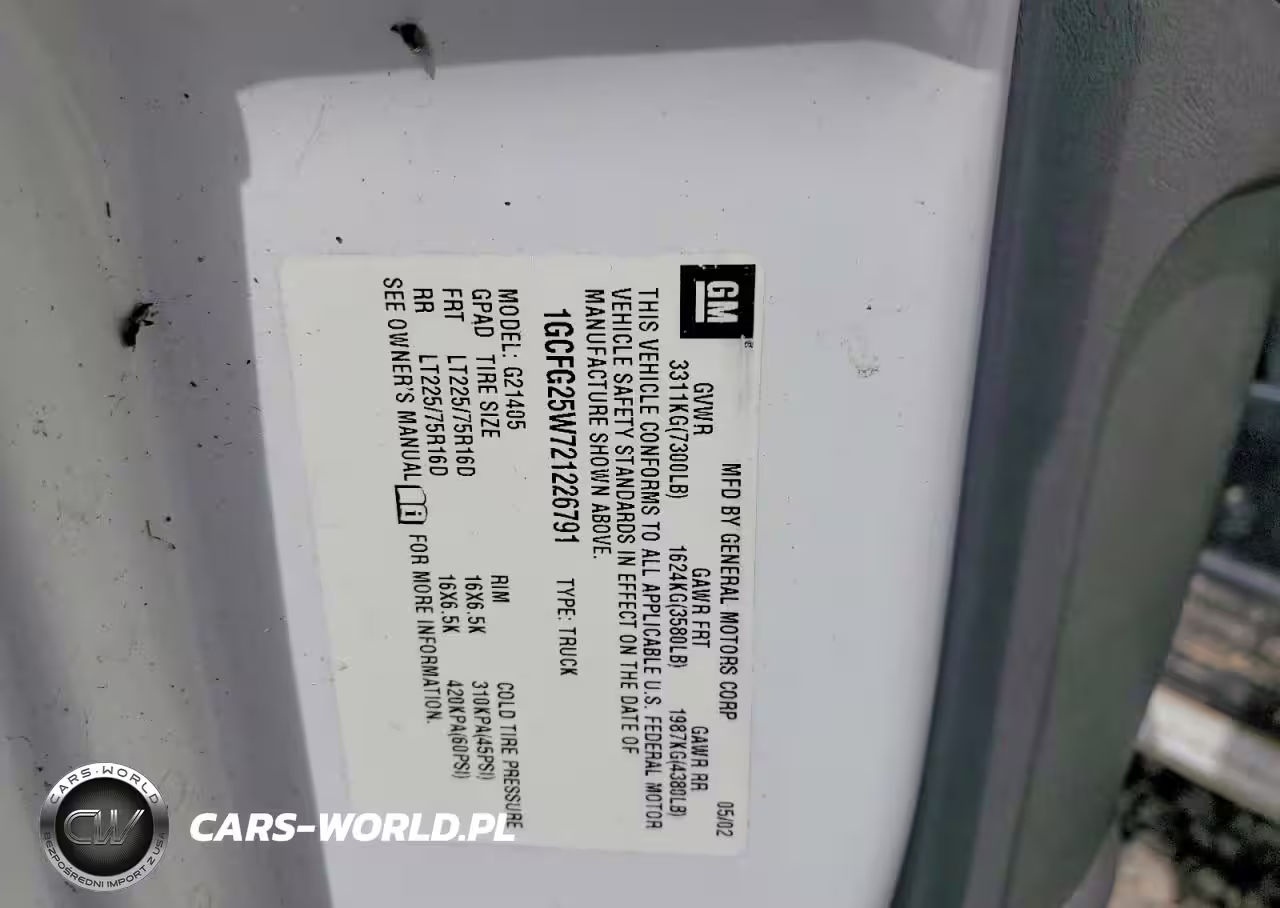 GM
MFD BY GENERAL MOTORS CORP 05/02
GVWR GAWR FRT GAWR RR
3311KG(7300LB) 1624KG(3580LB) 1987KG(4380LB)
THIS VEHICLE CONFORMS TO ALL APPLICABLE U.S. FEDERAL MOTOR
VEHICLE SAFETY STANDARDS IN EFFECT ON THE DATE OF
MANUFACTURE SHOWN ABOVE.
1GCFG25W721226791 TYPE: TRUCK
MODEL: G21405
GPAD TIRE SIZE RIM COLD TIRE PRESSURE
FRT LT225/75R16D 16X6.5K 310KPA(45PSI)
RR LT225/75R16D 16X6.5K 420KPA(60PSI)
SEE OWNER'S MANUAL i FOR MORE INFORMATION.
CARS-WORLD
CW
BEZPOŚREDNI IMPORT Z USA
CARS-WORLD.PL